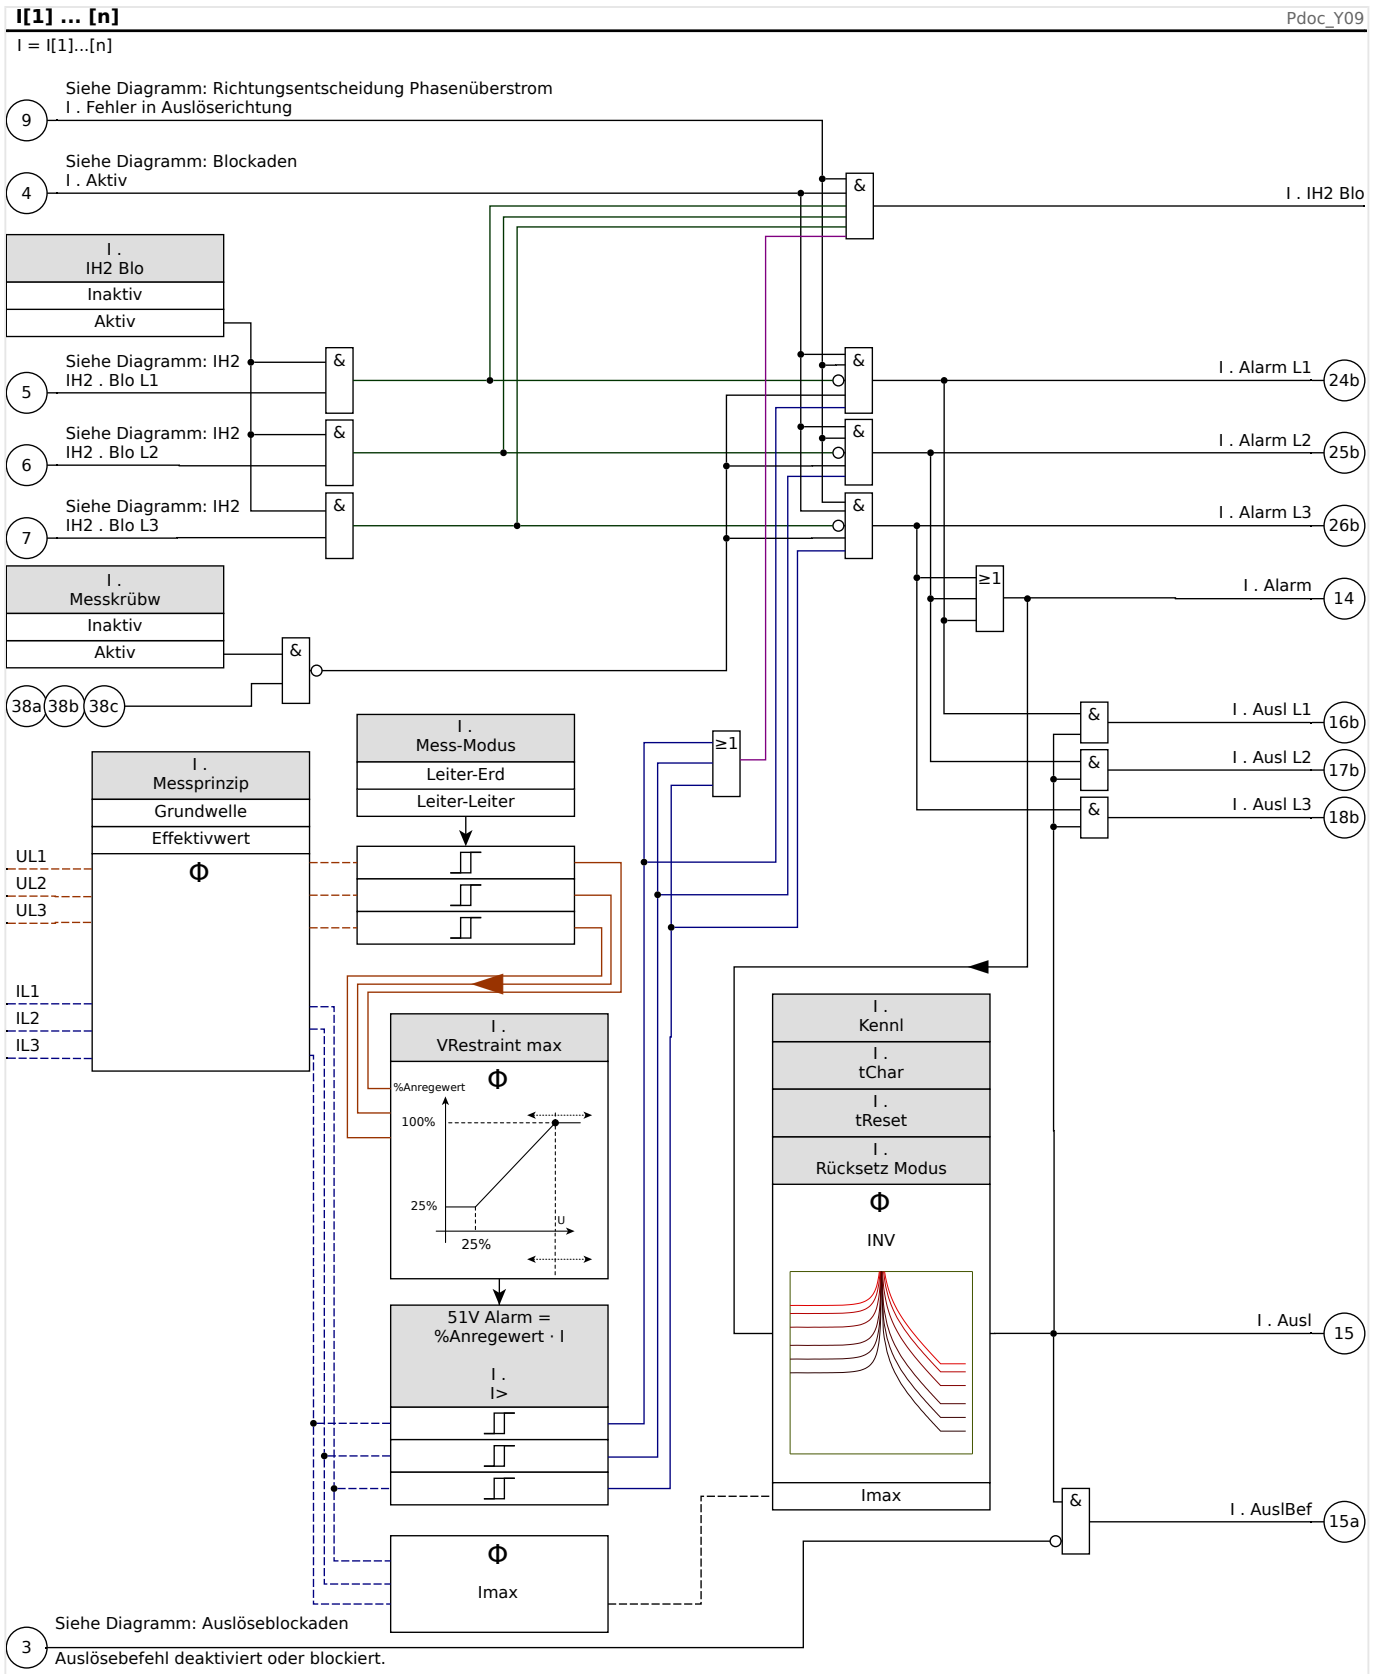 I[1] ... [n]
Pdoc_Y09
I = I[1]...[n]
Siehe Diagramm: Richtungsentscheidung Phasenüberstrom
I . Fehler in Auslöserichtung
9
Siehe Diagramm: Blockaden
I . Aktiv
4
&
I . IH2 Blo
I .
IH2 Blo
Inaktiv
Aktiv
Siehe Diagramm: IH2
IH2 . Blo L1
5
&
&
I . Alarm L1
24b
Siehe Diagramm: IH2
IH2 . Blo L2
6
&
&
I . Alarm L2
25b
Siehe Diagramm: IH2
IH2 . Blo L3
7
&
&
I . Alarm L3
26b
I .
Messkrübw
Inaktiv
Aktiv
&
38a
38b
38c
≥1
I . Alarm
14
&
I . Ausl L1
16b
&
I . Ausl L2
17b
&
I . Ausl L3
18b
I .
Mess-Modus
Leiter-Erd
Leiter-Leiter
≥1
I .
Messprinzip
Grundwelle
Effektivwert
Φ
UL1
UL2
UL3
IL1
IL2
IL3
I .
VRestraint max
Φ
%Anregewert
100%
25%
U
25%
51V Alarm =
%Anregewert · I
I .
I>
Φ
Imax
I .
Kennl
I .
tChar
I .
tReset
I .
Rücksetz Modus
Φ
INV
Imax
I . Ausl
15
&
I . AuslBef
15a
Siehe Diagramm: Auslöseblockaden
3
Auslösebefehl deaktiviert oder blockiert.